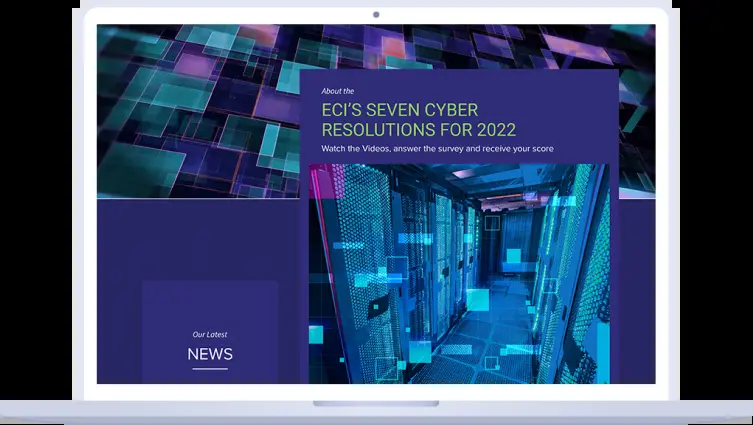 About the
ECI’S SEVEN CYBER
RESOLUTIONS FOR 2022
Watch the Videos, answer the survey and receive your score
Our Latest
NEWS